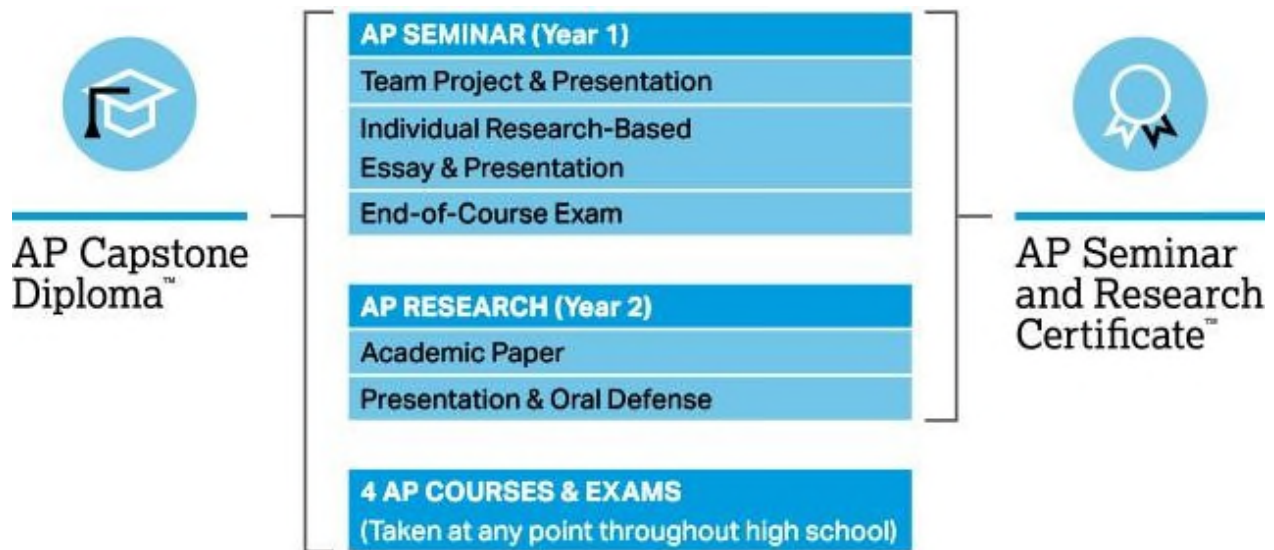 AP Capstone
Diploma™
AP SEMINAR (Year 1)
Team Project & Presentation
Individual Research-Based
Essay & Presentation
End-of-Course Exam
AP RESEARCH (Year 2)
Academic Paper
Presentation & Oral Defense
4 AP COURSES & EXAMS
(Taken at any point throughout high school)
AP Seminar
and Research
Certificate™